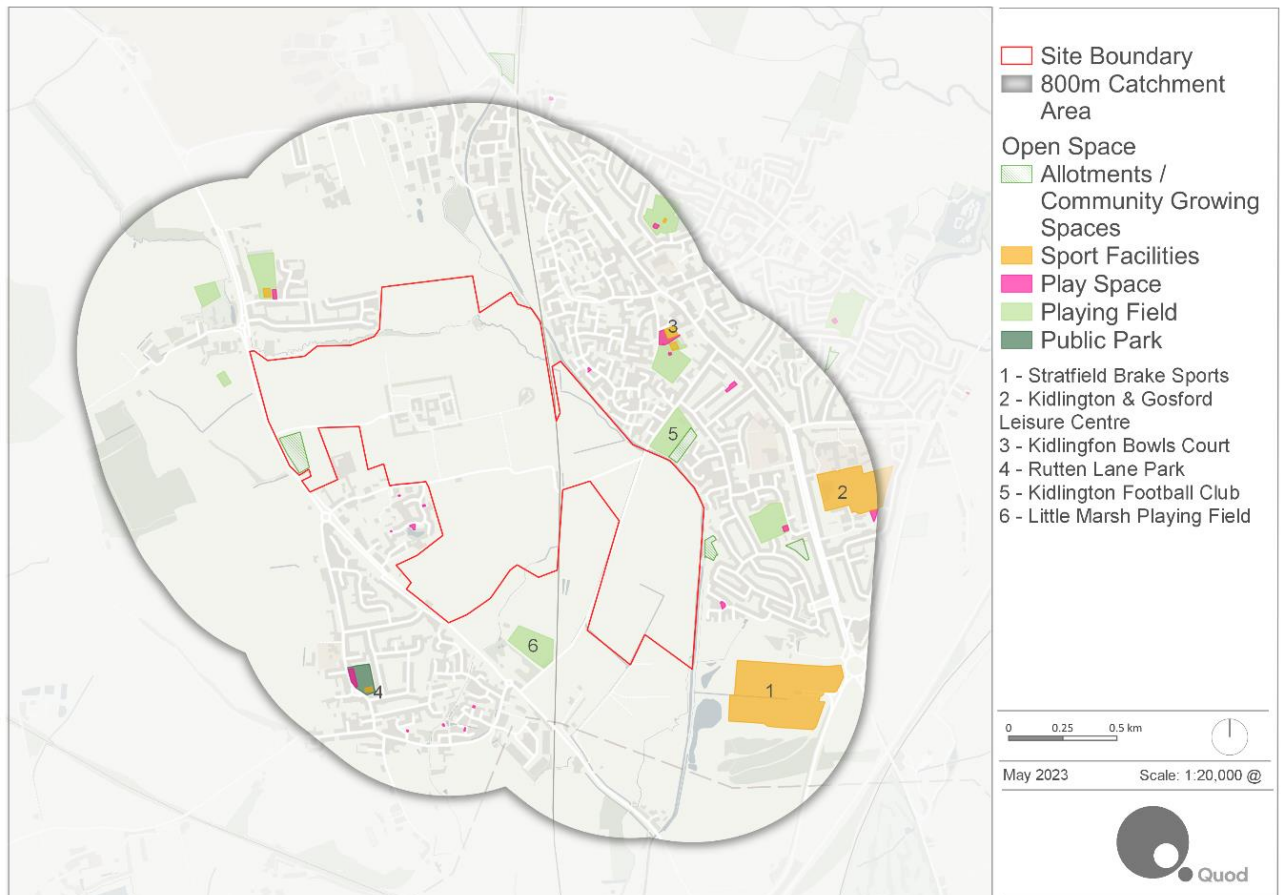 Site Boundary
800m Catchment
Area
Open Space
Allotments /
Community Growing
Spaces
Sport Facilities
Play Space
Playing Field
Public Park
1 - Stratfield Brake Sports
2 - Kidlington & Gosford
Leisure Centre
3 - Kidlingfon Bowls Court
4 - Rutten Lane Park
5 - Kidlington Football Club
6 - Little Marsh Playing Field
0 0.25 0.5 km
May 2023 Scale: 1:20,000 @
Quod
3
5
2
6
4
1